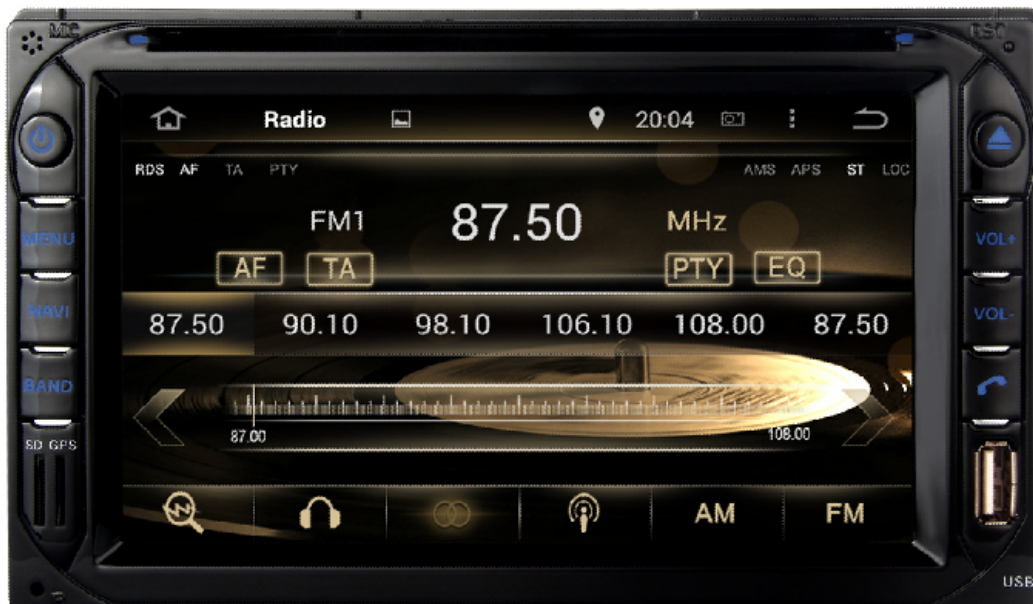 MIC
RST
Radio 20:04
RDS AF TA PTY AMS APS ST LOC
FM1 87.50 MHz
AF TA PTY EQ
87.50 90.10 98.10 106.10 108.00 87.50
87.00 108.00
AM FM
MENU
NAVI
BAND
SD GPS
VOL+
VOL-
USB